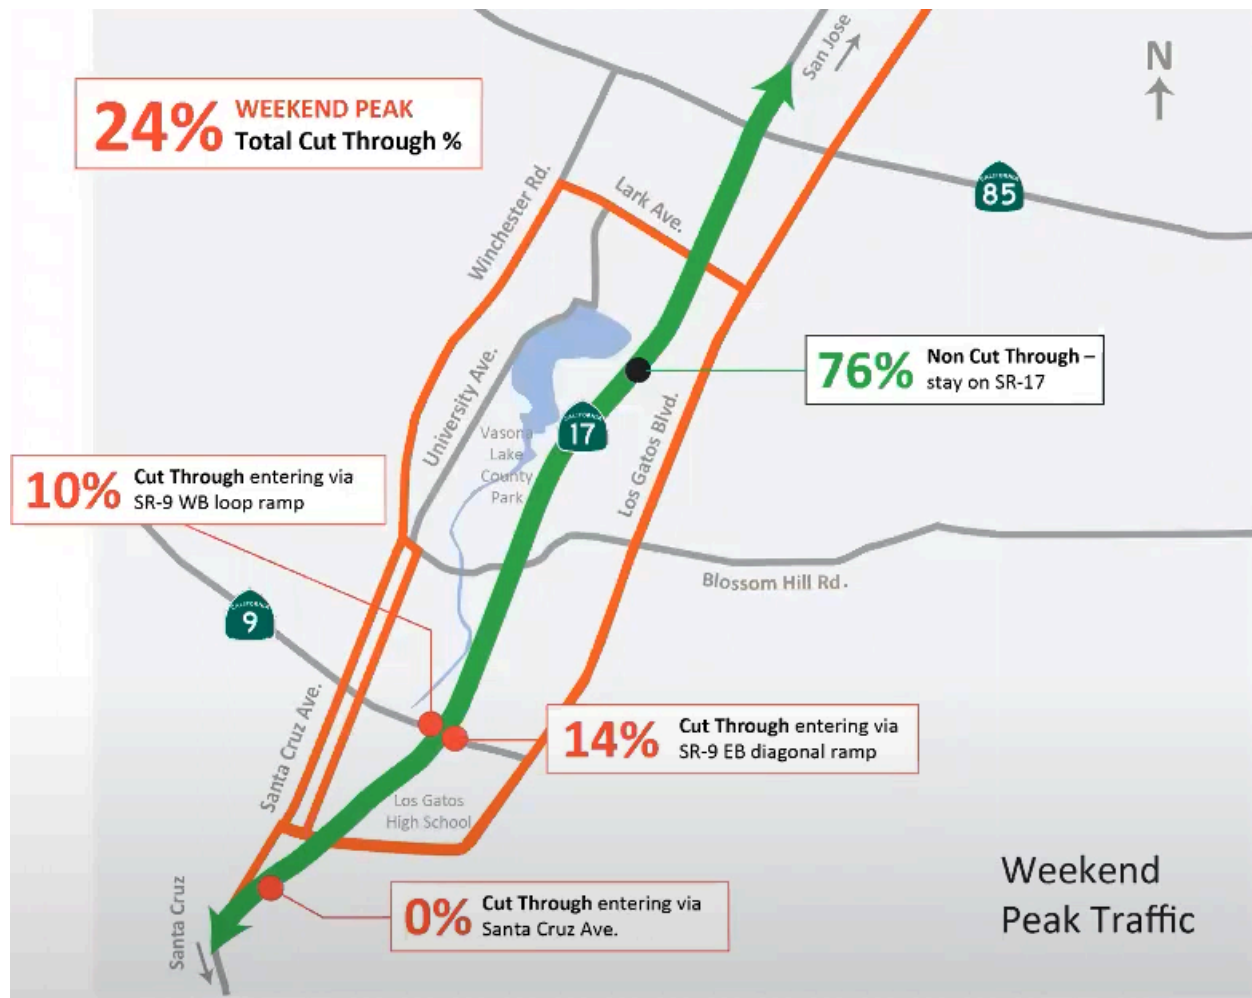 San Jose
N
24%
WEEKEND PEAK
Total Cut Through %
CALIFORNIA
85
Winchester Rd.
Lark Ave.
76%
Non Cut Through –
stay on SR-17
University Ave.
CALIFORNIA
17
Vasona
Lake
County
Park
Los Gatos Blvd.
10%
Cut Through entering via
SR-9 WB loop ramp
Blossom Hill Rd.
CALIFORNIA
9
Santa Cruz Ave.
14%
Cut Through entering via
SR-9 EB diagonal ramp
Los Gatos
High School
0%
Cut Through entering via
Santa Cruz Ave.
Santa Cruz
Weekend
Peak Traffic